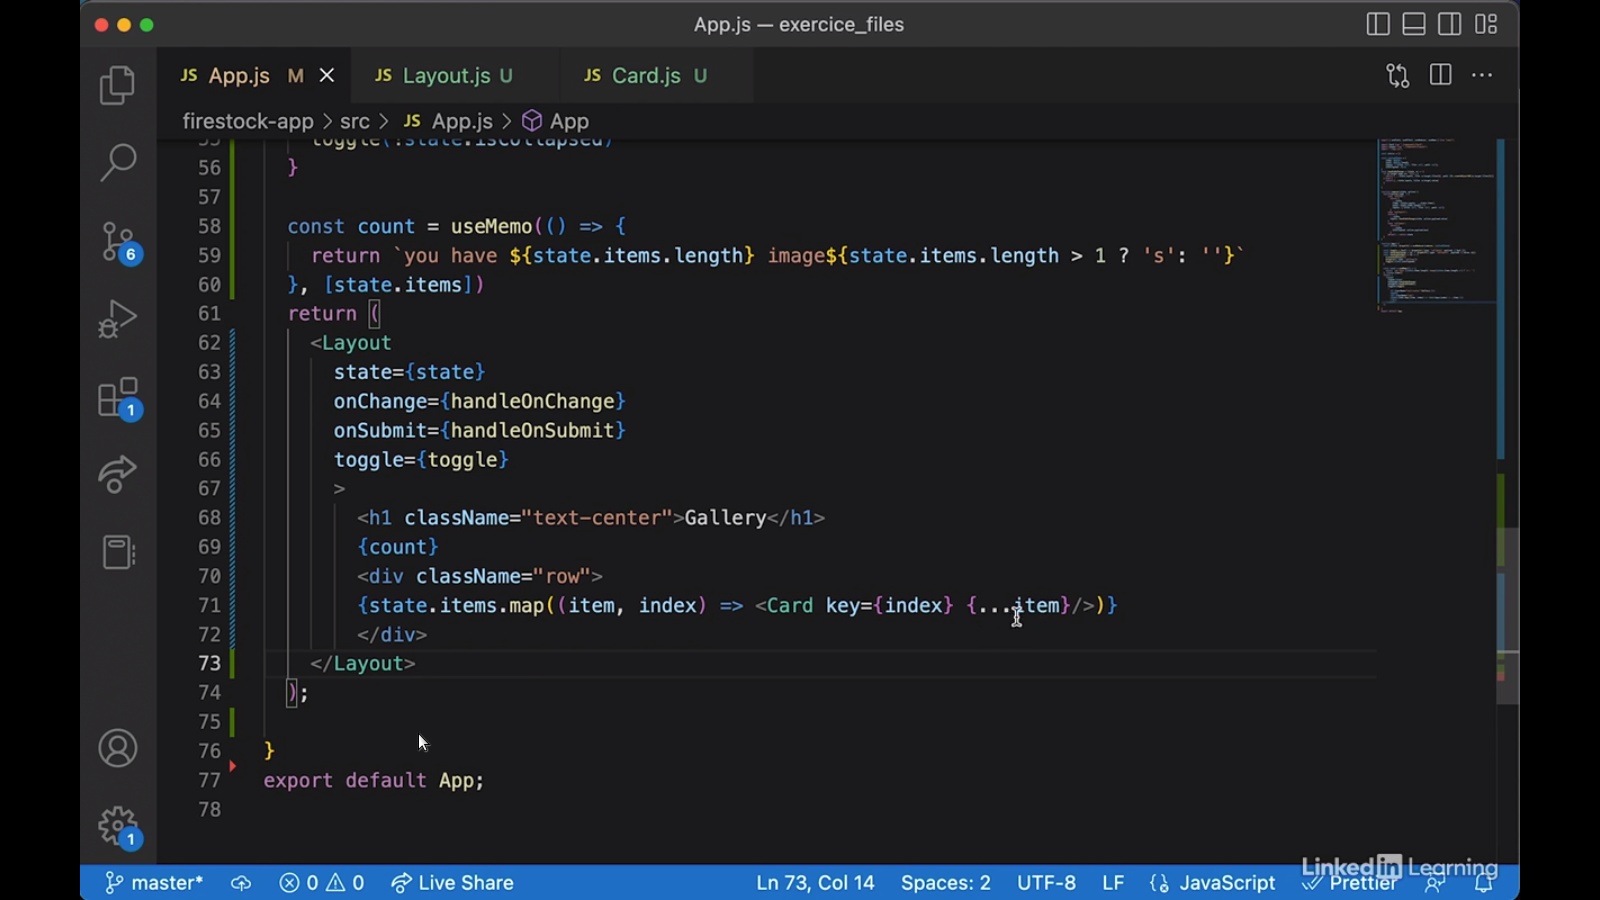 App.js — exercice_files
JS App.js M
JS Layout.js U
JS Card.js U
firestock-app > src > JS App.js > App
55 toggle(!state.isCollapsed)
56 }
57
58 const count = useMemo(() => {
59 return `you have ${state.items.length} image${state.items.length > 1 ? 's': ''}`
60 }, [state.items])
61 return (
62 <Layout
63 state={state}
64 onChange={handleOnChange}
65 onSubmit={handleOnSubmit}
66 toggle={toggle}
67 >
68 <h1 className="text-center">Gallery</h1>
69 {count}
70 <div className="row">
71 {state.items.map((item, index) => <Card key={index} {...item}/>)}
72 </div>
73 </Layout>
74 );
75
76 }
77 export default App;
78
6
1
1
LinkedIn Learning
master* 0 0 Live Share Ln 73, Col 14 Spaces: 2 UTF-8 LF {} JavaScript Prettier